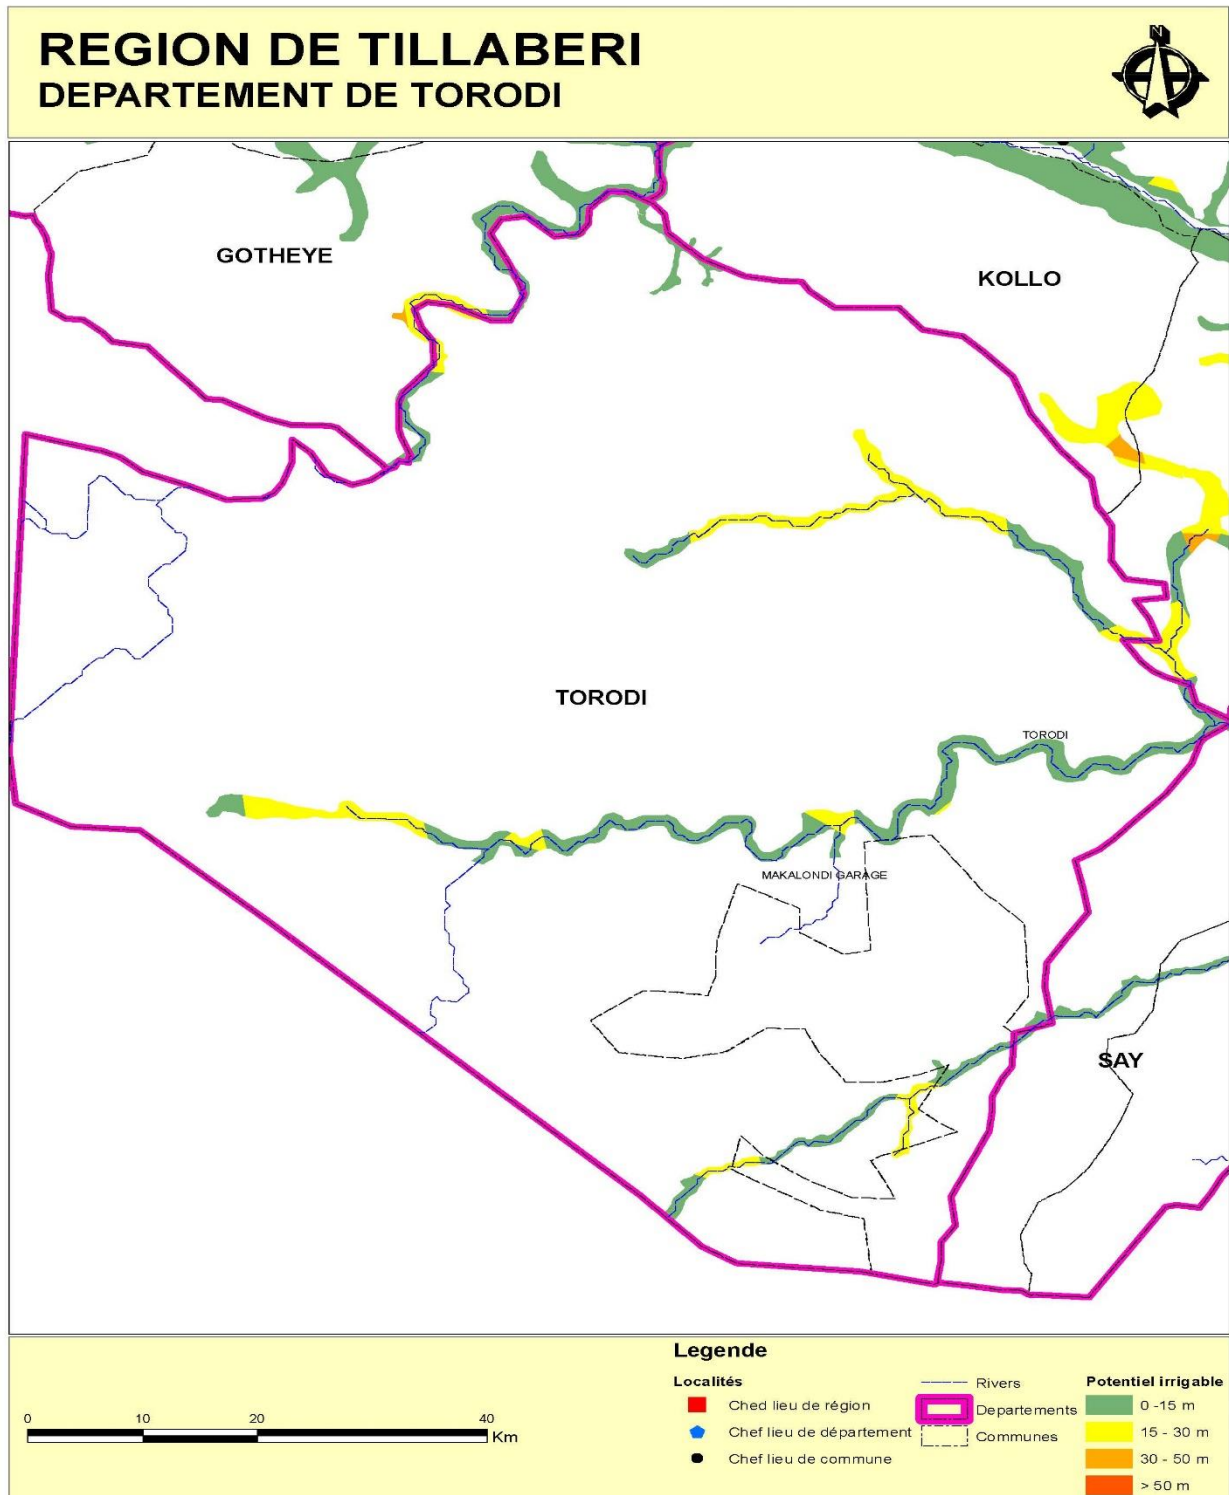 REGION DE TILLABERI
DEPARTEMENT DE TORODI
N
GOTHEYE
KOLLO
TORODI
TORODI
MAKALONDI GARAGE
SAY
Legende
Localités
Ched lieu de région
Chef lieu de département
Chef lieu de commune
Rivers
Departements
Communes
Potentiel irrigable
0 -15 m
15 - 30 m
30 - 50 m
> 50 m
0 10 20 40
Km